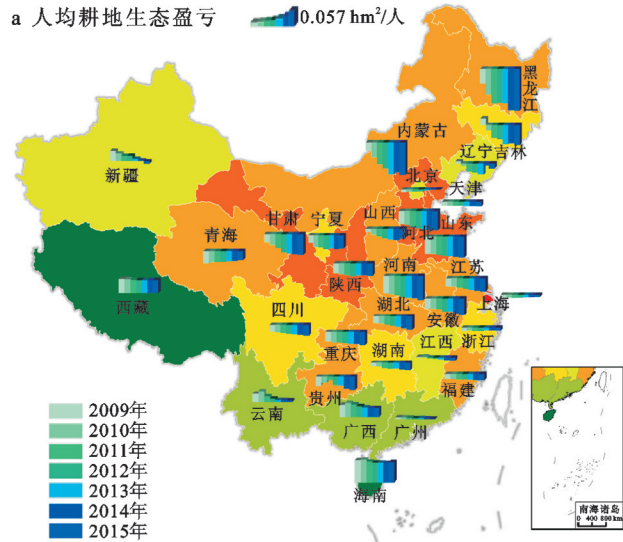 a 人均耕地生态盈亏 0.057 hm²/人
黑龙江
内蒙古
辽宁 吉林
新疆
北京
天津
甘肃 宁夏 山西
山东
青海
河北
河南
江苏
陕西
西藏
四川
湖北 安徽 上海
重庆
湖南 江西 浙江
贵州
福建
云南
广西 广州
海南
2009年
2010年
2011年
2012年
2013年
2014年
2015年
南海诸岛
0 400 800 km